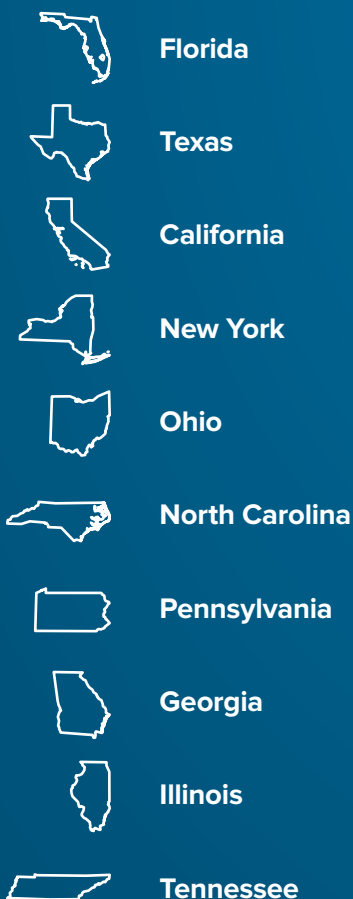 Florida
Texas
California
New York
Ohio
North Carolina
Pennsylvania
Georgia
Illinois
Tennessee